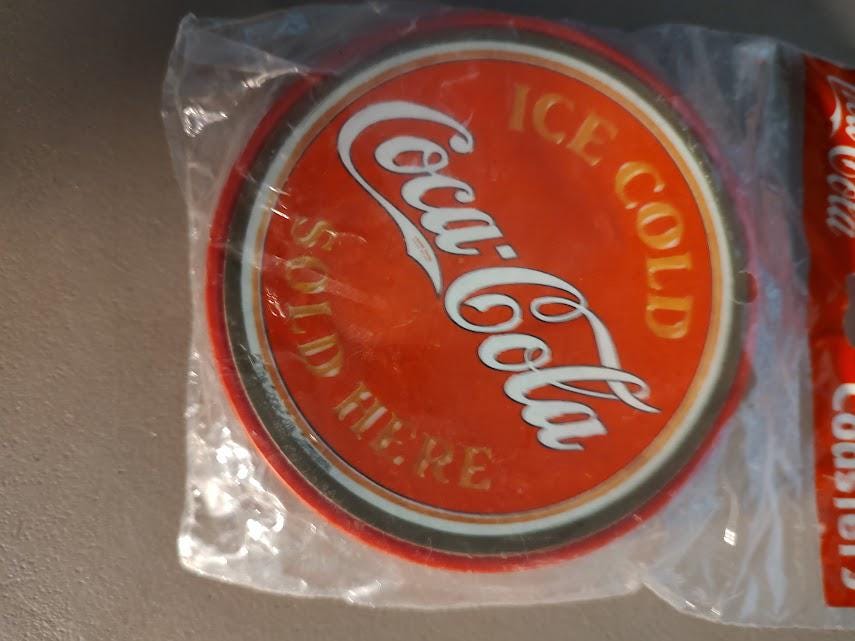 ICE COLD
Coca-Cola
SOLD HERE
Coca-Cola
Coasters